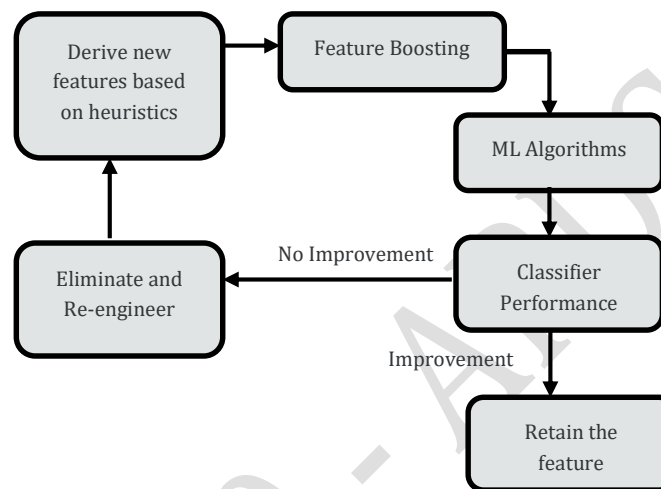 Derive new
features based
on heuristics
Feature Boosting
ML Algorithms
Classifier
Performance
No Improvement
Eliminate and
Re-engineer
Improvement
Retain the
feature